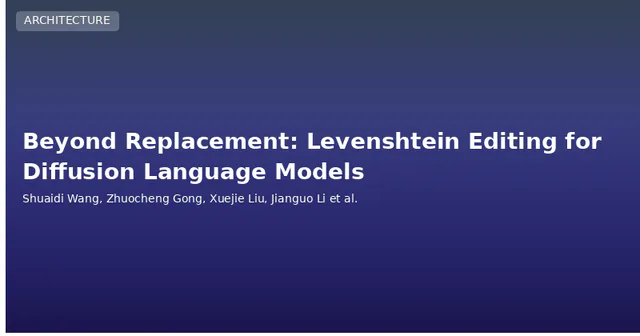 ARCHITECTURE
Beyond Replacement: Levenshtein Editing for
Diffusion Language Models
Shuaidi Wang, Zhuocheng Gong, Xuejie Liu, Jianguo Li et al.